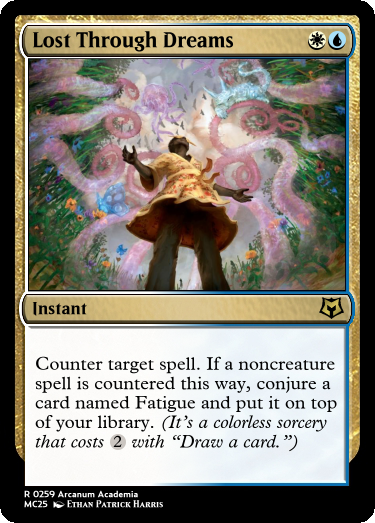 Lost Through Dreams
Instant
Counter target spell. If a noncreature
spell is countered this way, conjure a
card named Fatigue and put it on top
of your library. (It's a colorless sorcery
that costs 2 with “Draw a card.”)
R 0259 Arcanum Academia
MC25 Ethan Patrick Harris